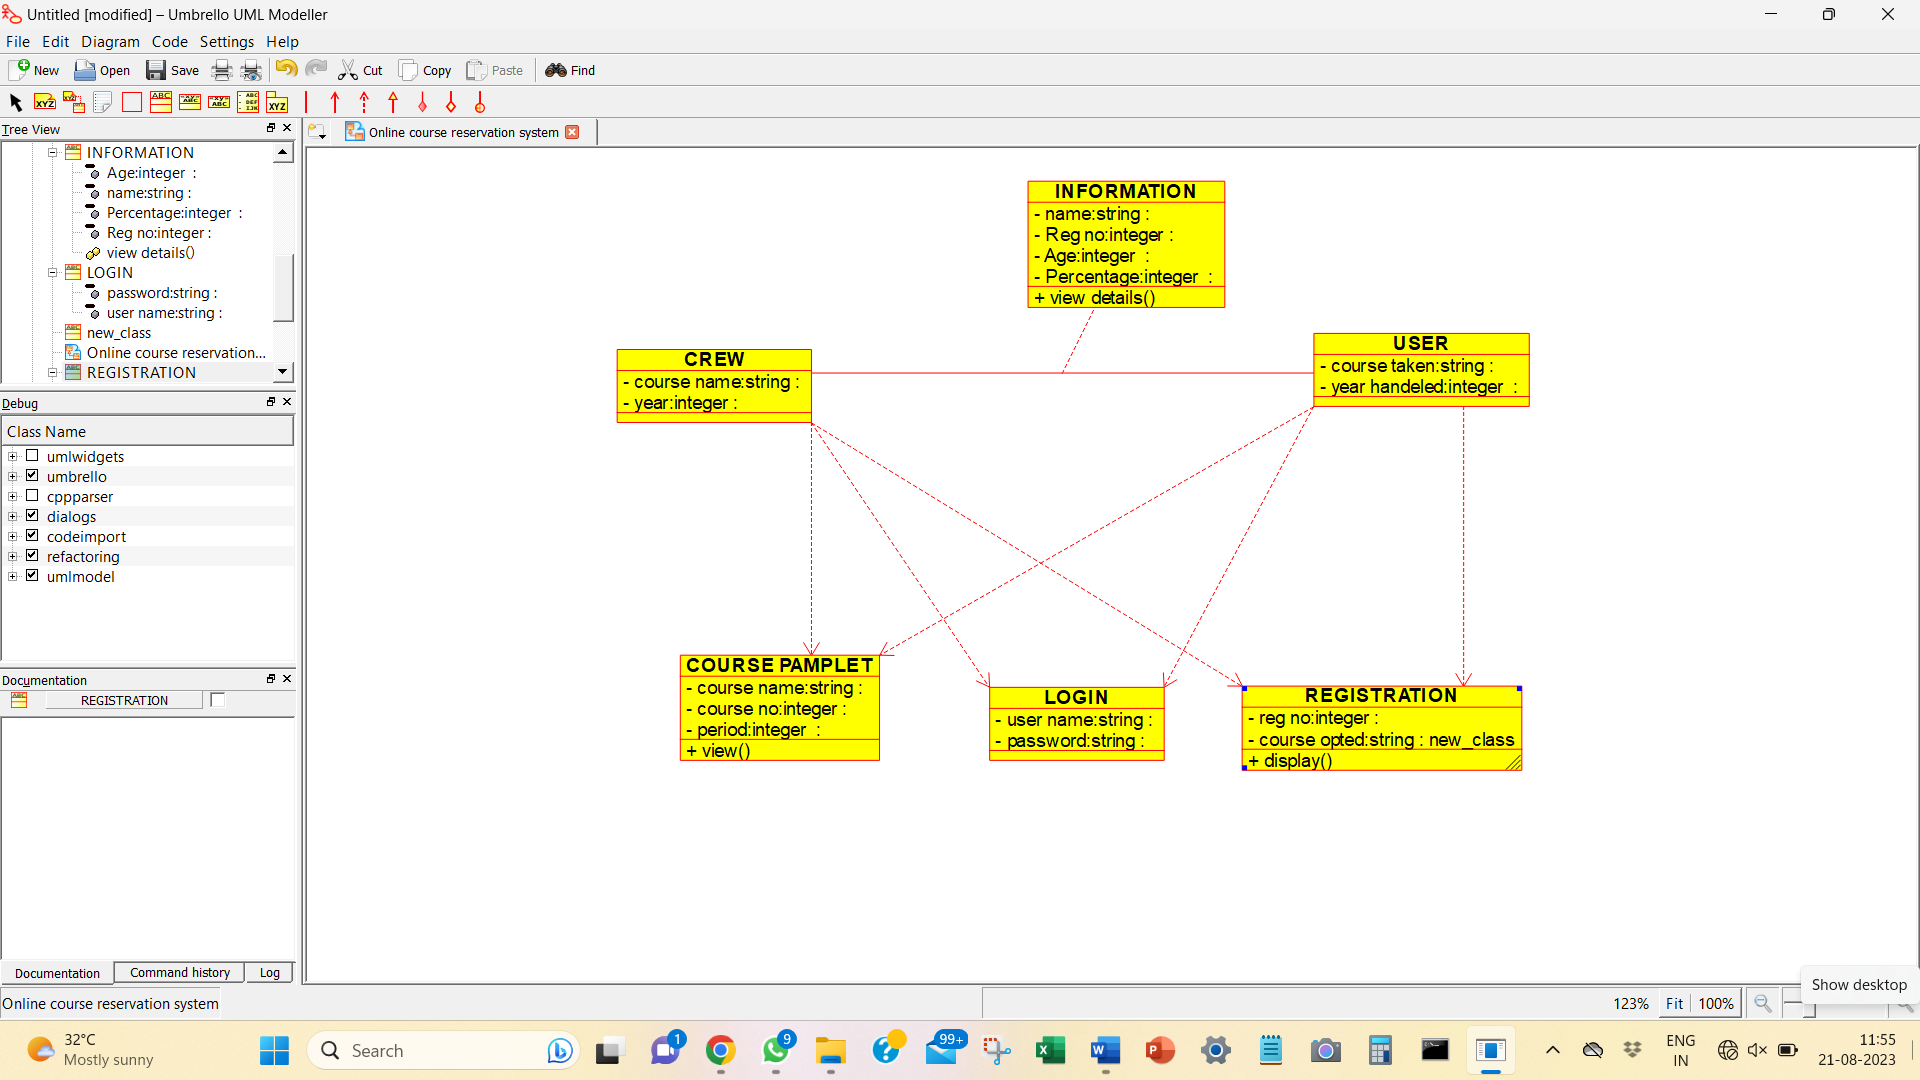 Untitled [modified] – Umbrello UML Modeller
File Edit Diagram Code Settings Help
New Open Save Cut Copy Paste Find
Tree View
Online course reservation system
INFORMATION
Age:integer :
name:string :
Percentage:integer :
Reg no:integer :
view details()
LOGIN
password:string :
user name:string :
new_class
Online course reservation...
REGISTRATION
Debug
Class Name
umlwidgets
umbrello
cppparser
dialogs
codeimport
refactoring
umlmodel
Documentation
REGISTRATION
Documentation Command history Log
INFORMATION
- name:string :
- Reg no:integer :
- Age:integer :
- Percentage:integer :
+ view details()
CREW
- course name:string :
- year:integer :
USER
- course taken:string :
- year handeled:integer :
COURSE PAMPLET
- course name:string :
- course no:integer :
- period:integer :
+ view()
LOGIN
- user name:string :
- password:string :
REGISTRATION
- reg no:integer :
- course opted:string : new_class
+ display()
Show desktop
Online course reservation system
123% Fit 100%
32°C
Mostly sunny
Search
1
9
99+
ENG
IN
11:55
21-08-2023